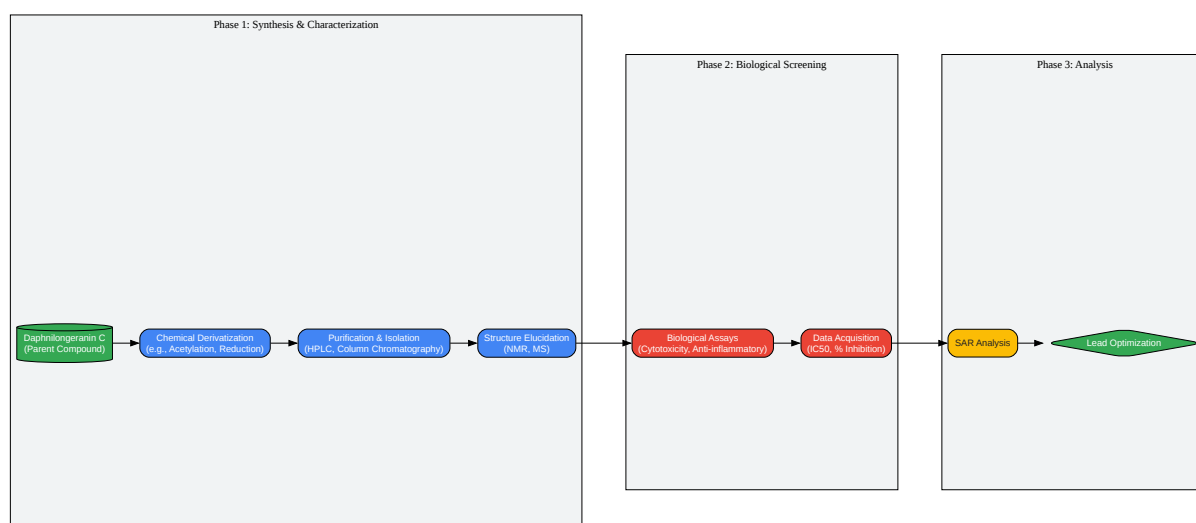 Phase 1: Synthesis & Characterization
Daphnilongeranin C
(Parent Compound)
Chemical Derivatization
(e.g., Acetylation, Reduction)
Purification & Isolation
(HPLC, Column Chromatography)
Structure Elucidation
(NMR, MS)
Phase 2: Biological Screening
Biological Assays
(Cytotoxicity, Anti-inflammatory)
Data Acquisition
(IC50, % Inhibition)
Phase 3: Analysis
SAR Analysis
Lead Optimization